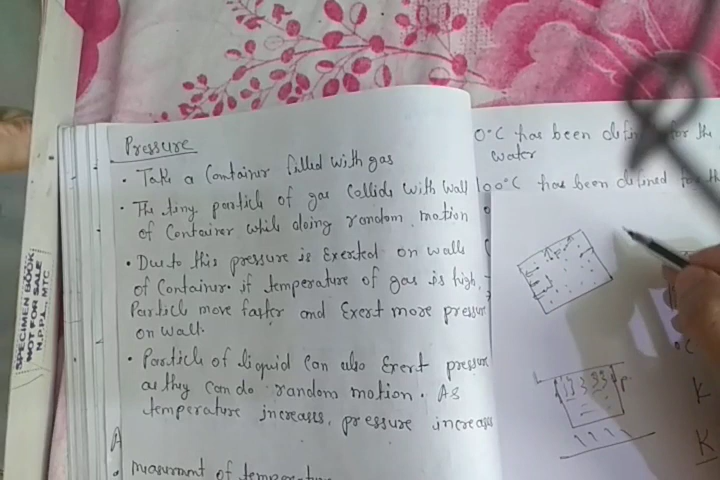 Pressure
• Take a Container filled with gas
• The tiny particle of gas Collide with wall
of Container while doing random motion
• Due to this pressure is Exerted on walls
of Container. if temperature of gas is high,
Particle move faster and Exert more pressure
on wall.
• Particle of liquid Can also Exert pressure
as they can do random motion. As
temperature increases, pressure increases
A
• measurment of temperature
0°C has been defined for the
water
100°C has been defined for the
P
°C
K
K
SPECIMEN BOOK
NOT FOR SALE
N.P.P.L., MTC